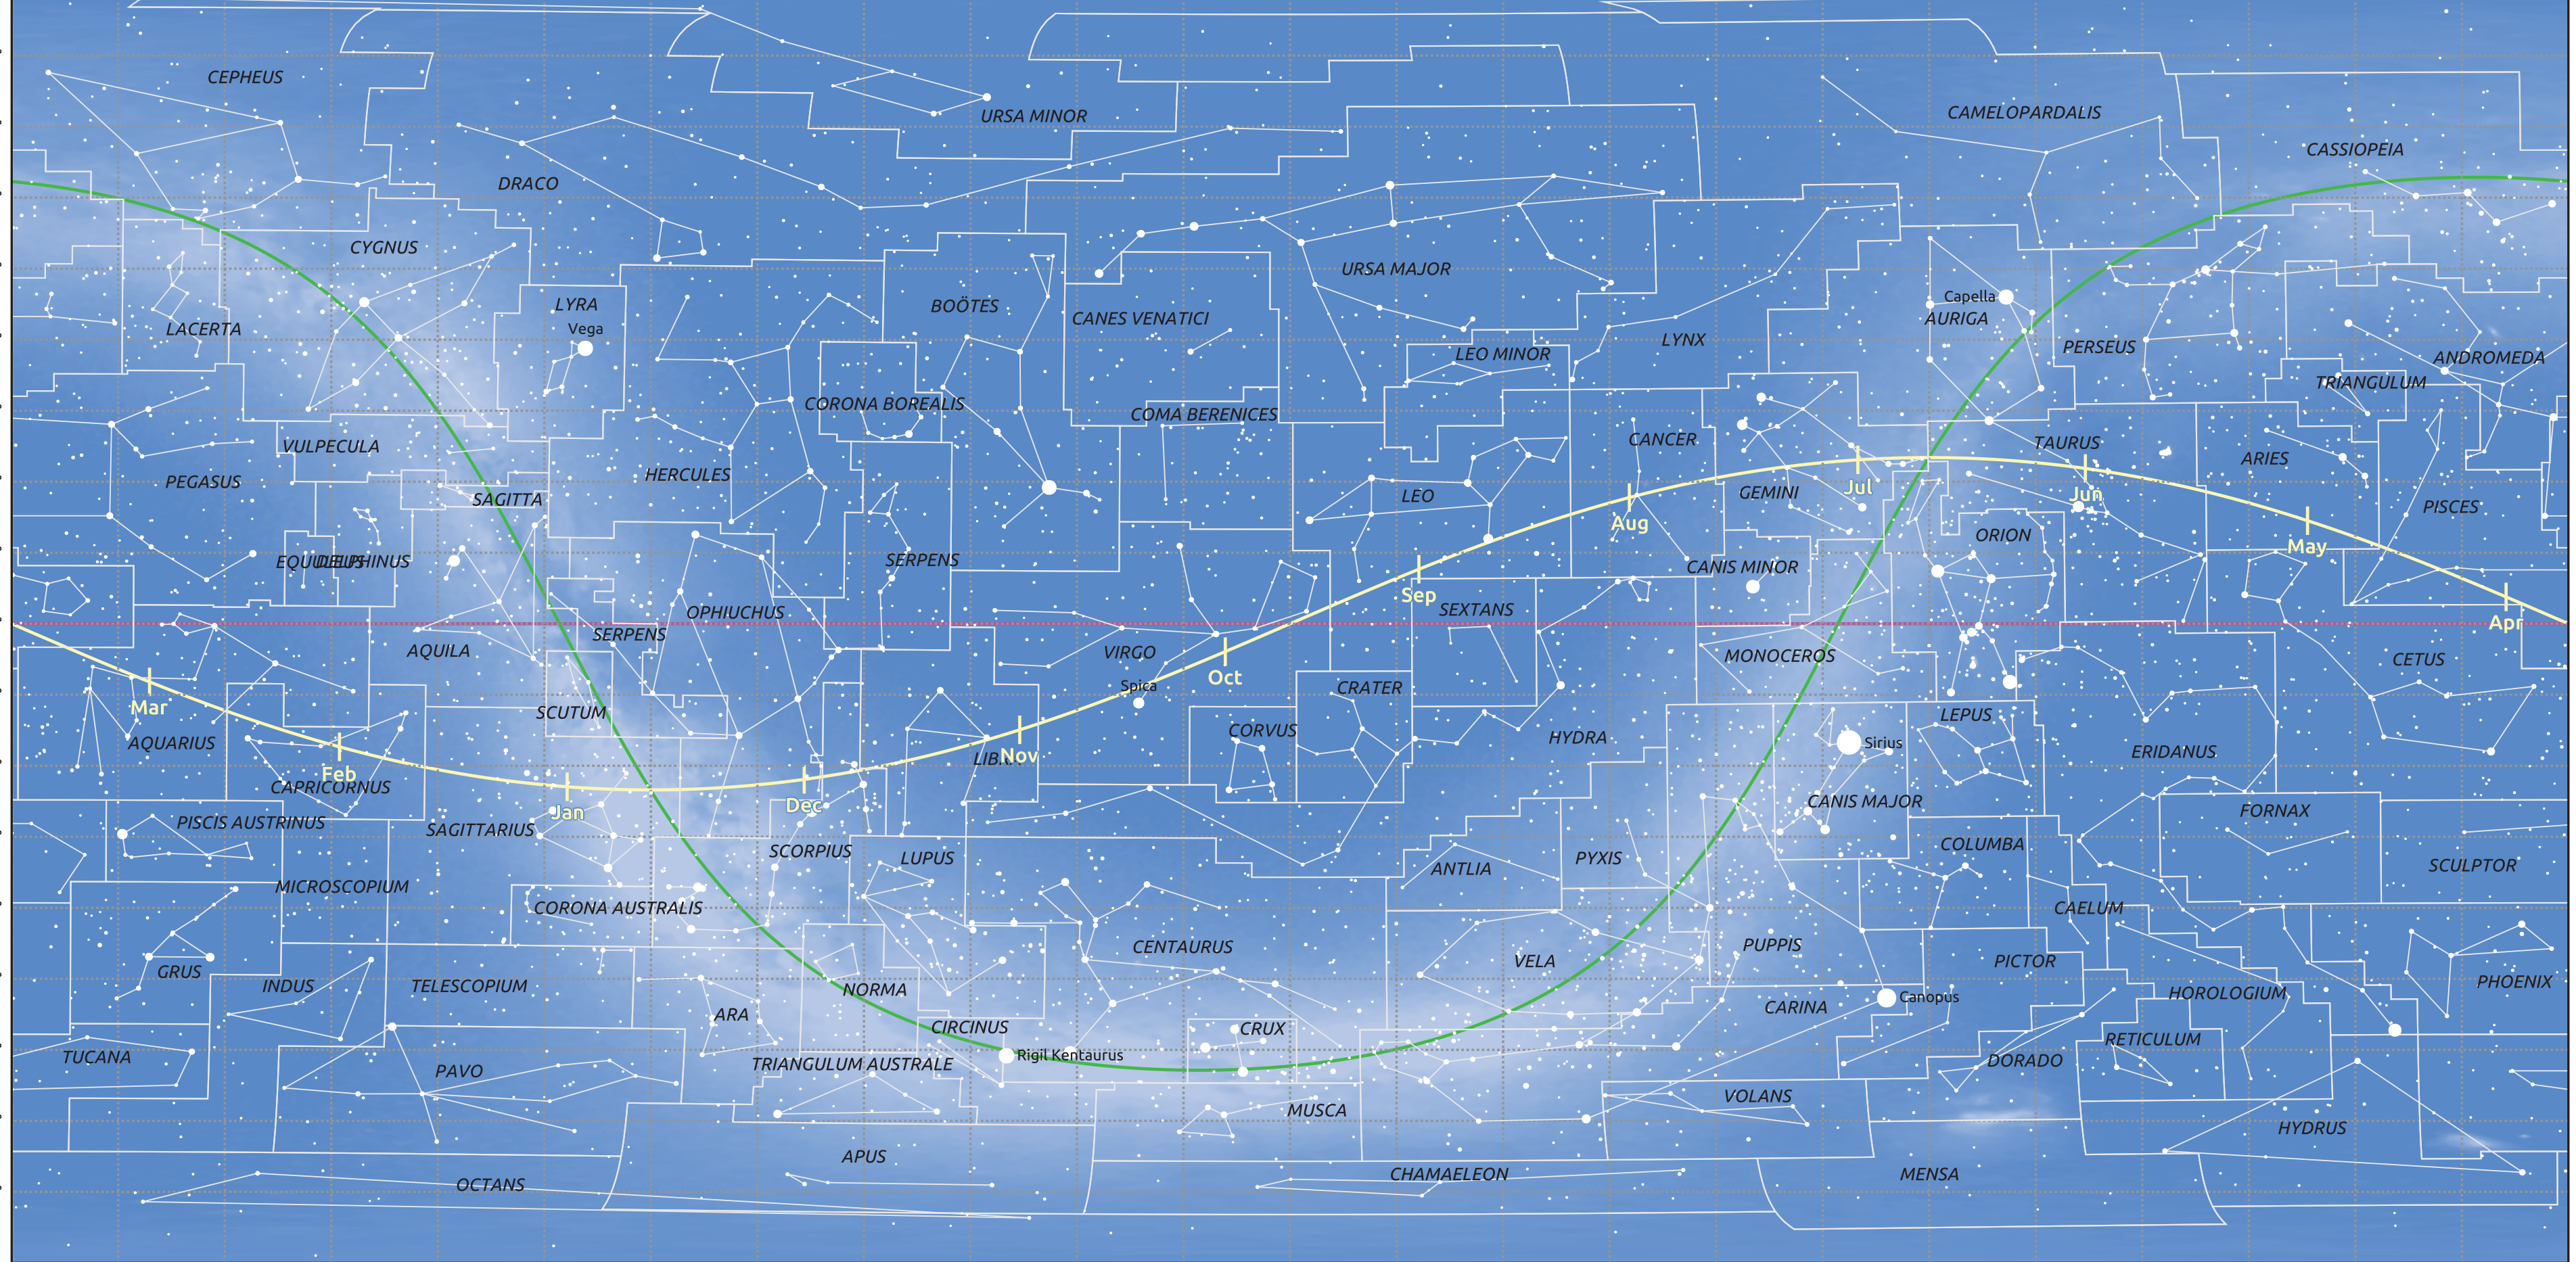 CEPHEUS
URSA MINOR
CAMELOPARDALIS
CASSIOPEIA
DRACO
CYGNUS
URSA MAJOR
LYRA
BOÖTES
CANES VENATICI
Capella
AURIGA
LACERTA
Vega
LEO MINOR
LYNX
PERSEUS
ANDROMEDA
TRIANGULUM
CORONA BOREALIS
COMA BERENICES
VULPECULA
CANCER
TAURUS
ARIES
PEGASUS
HERCULES
SAGITTA
LEO
GEMINI
Jul
Jun
PISCES
Aug
ORION
May
EQUULEUS
DELPHINUS
SERPENS
CANIS MINOR
Sep
SEXTANS
OPHIUCHUS
SERPENS
Apr
AQUILA
VIRGO
MONOCEROS
CETUS
Oct
Spica
CRATER
Mar
SCUTUM
LEPUS
AQUARIUS
CORVUS
HYDRA
Sirius
ERIDANUS
Feb
LIBRA
Nov
CAPRICORNUS
Jan
Dec
CANIS MAJOR
FORNAX
PISCIS AUSTRINUS
SAGITTARIUS
SCORPIUS
LUPUS
ANTLIA
PYXIS
COLUMBA
SCULPTOR
MICROSCOPIUM
CORONA AUSTRALIS
CAELUM
CENTAURUS
PUPPIS
GRUS
VELA
PICTOR
INDUS
TELESCOPIUM
NORMA
HOROLOGIUM
PHOENIX
Canopus
CARINA
ARA
CIRCINUS
CRUX
RETICULUM
TUCANA
Rigil Kentaurus
TRIANGULUM AUSTRALE
DORADO
PAVO
VOLANS
MUSCA
HYDRUS
APUS
OCTANS
CHAMAELEON
MENSA